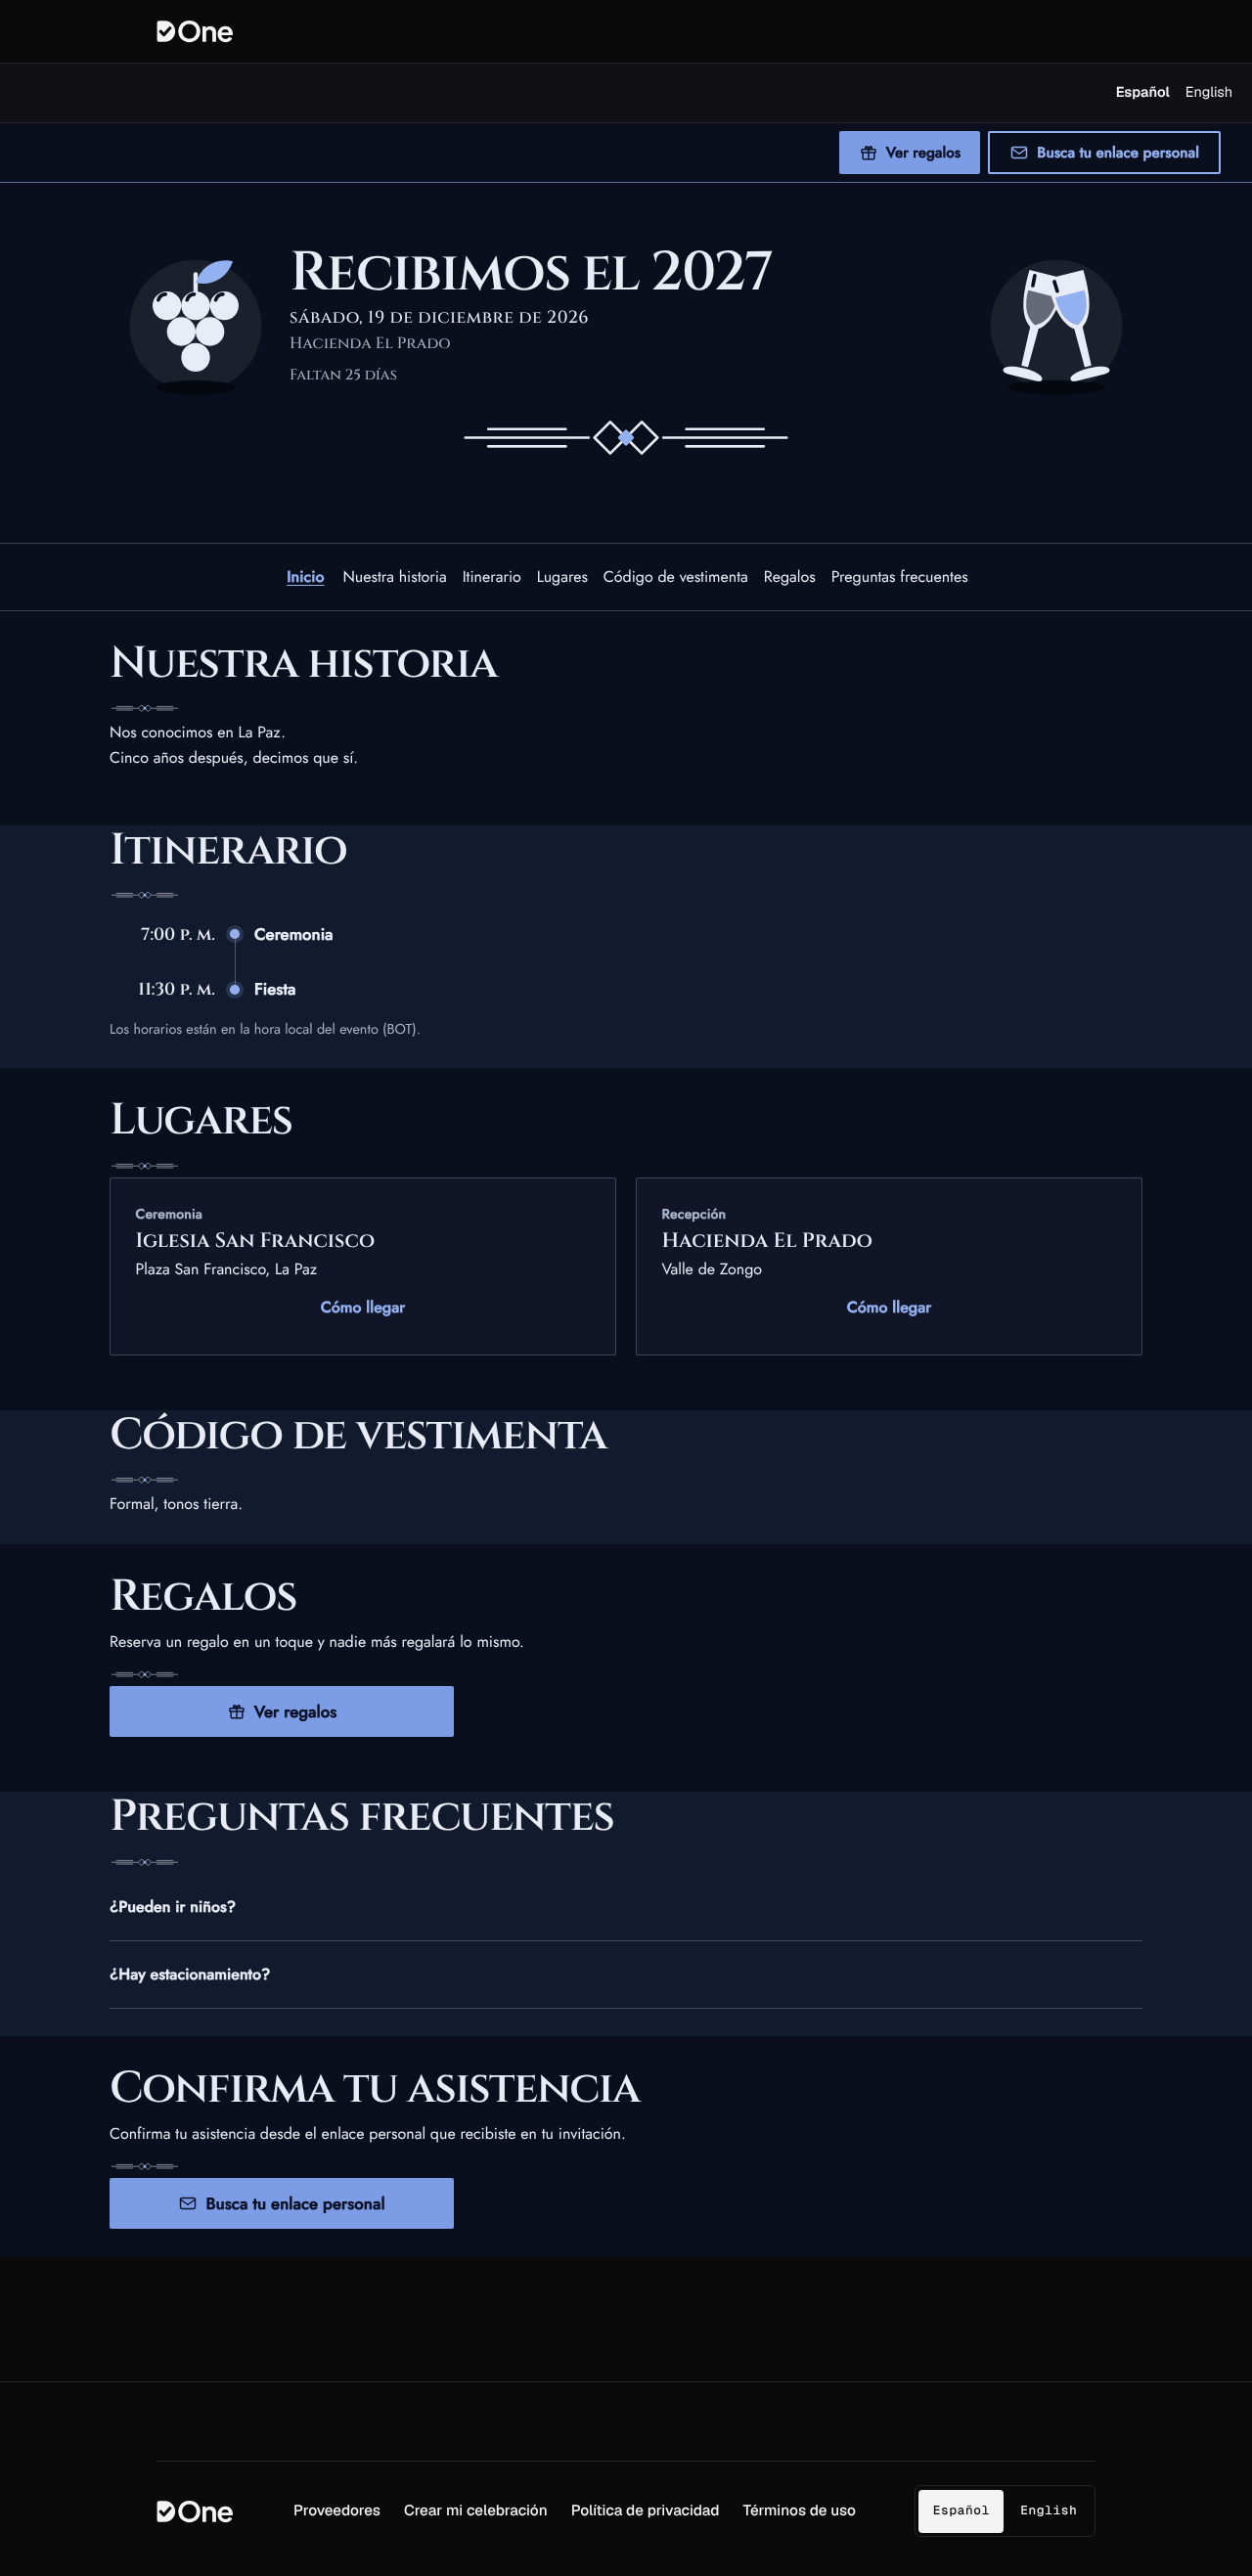 One
Español English
Ver regalos Busca tu enlace personal
Recibimos el 2027
sábado, 19 de diciembre de 2026
Hacienda El Prado
Faltan 25 días
Inicio Nuestra historia Itinerario Lugares Código de vestimenta Regalos Preguntas frecuentes
Nuestra historia
Nos conocimos en La Paz.
Cinco años después, decimos que sí.
Itinerario
7:00 p. m. Ceremonia
11:30 p. m. Fiesta
Los horarios están en la hora local del evento (BOT).
Lugares
Ceremonia
Iglesia San Francisco
Plaza San Francisco, La Paz
Cómo llegar
Recepción
Hacienda El Prado
Valle de Zongo
Cómo llegar
Código de vestimenta
Formal, tonos tierra.
Regalos
Reserva un regalo en un toque y nadie más regalará lo mismo.
Ver regalos
Preguntas frecuentes
¿Pueden ir niños?
¿Hay estacionamiento?
Confirma tu asistencia
Confirma tu asistencia desde el enlace personal que recibiste en tu invitación.
Busca tu enlace personal
One Proveedores Crear mi celebración Política de privacidad Términos de uso Español English